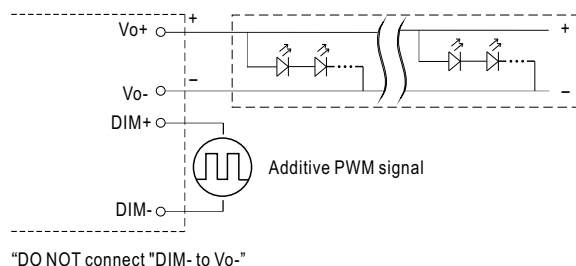 Vo+ + +
Vo- − −
DIM+
Additive PWM signal
DIM-
“DO NOT connect "DIM- to Vo-”